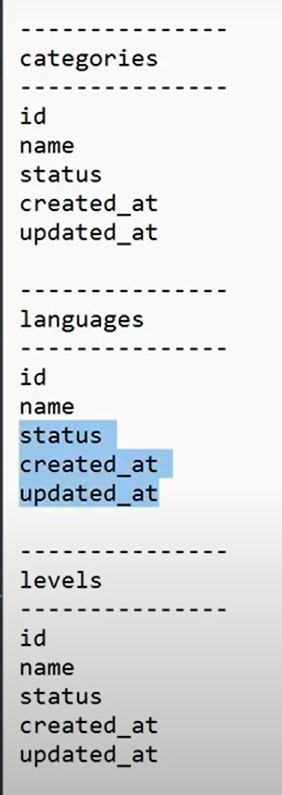 ---------------
categories
---------------
id
name
status
created_at
updated_at
---------------
languages
---------------
id
name
status
created_at
updated_at
---------------
levels
---------------
id
name
status
created_at
updated_at